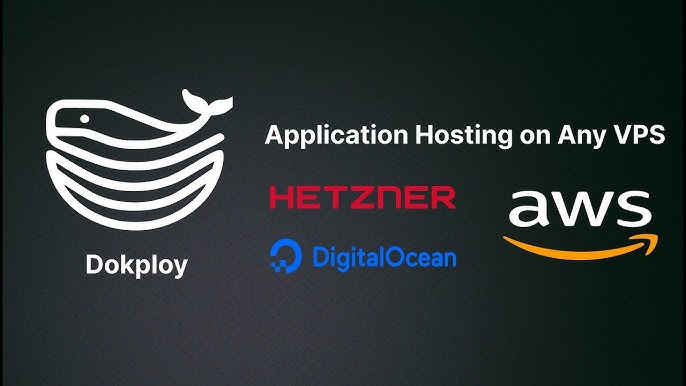 Application Hosting on Any VPS
HETZNER
aws
DigitalOcean
Dokploy